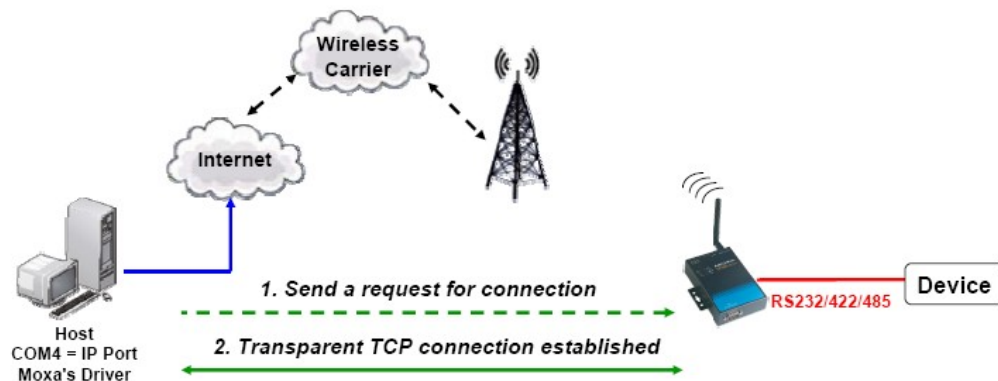 Wireless
Carrier
Internet
1. Send a request for connection
RS232/422/485
Device
Host
COM4 = IP Port
Moxa's Driver
2. Transparent TCP connection established